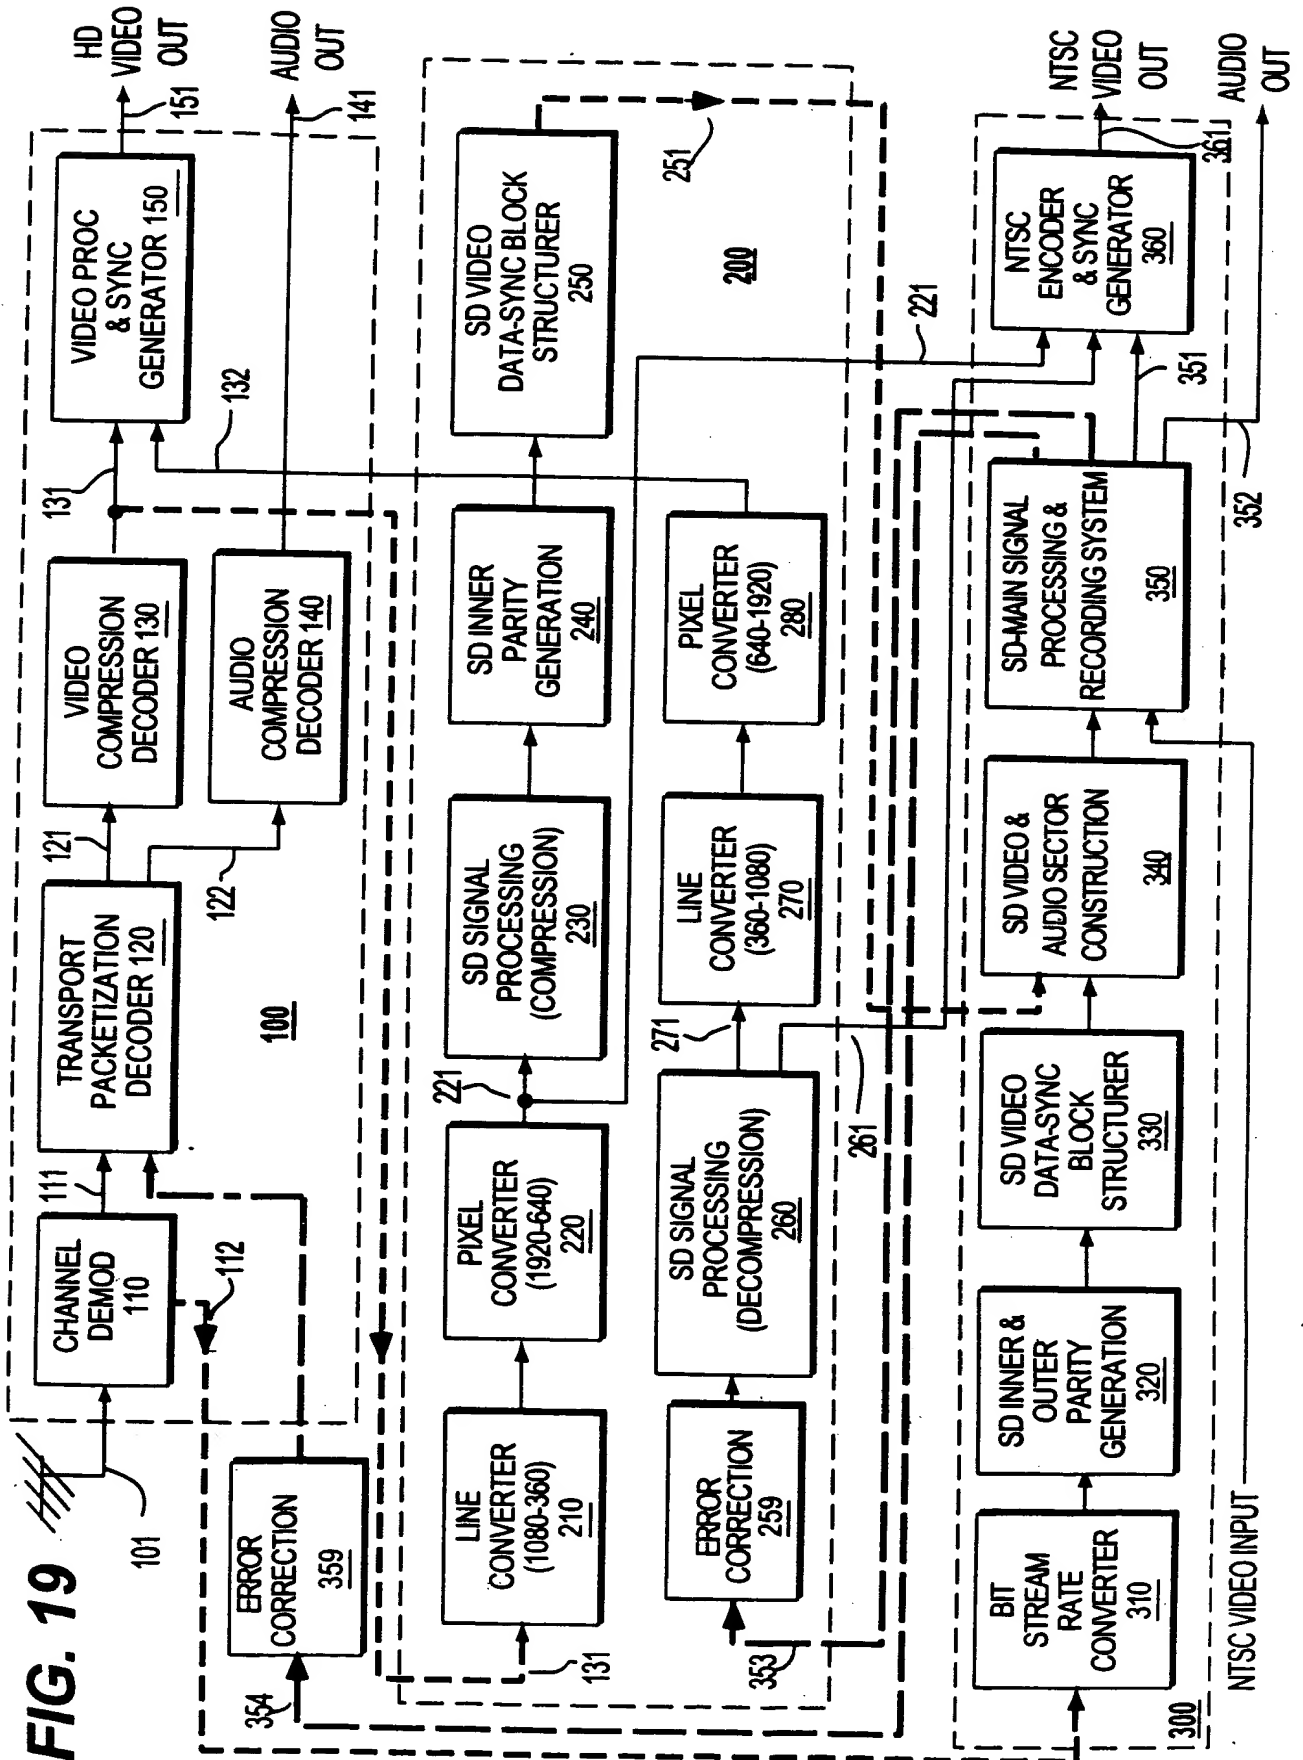 FIG. 19
HD
VIDEO
OUT
AUDIO
OUT
151
141
VIDEO PROC
& SYNC
GENERATOR 150
131
132
VIDEO
COMPRESSION
DECODER 130
AUDIO
COMPRESSION
DECODER 140
121
122
TRANSPORT
PACKETIZATION
DECODER 120
100
111
112
CHANNEL
DEMOD
110
101
ERROR
CORRECTION
359
354
SD VIDEO
DATA-SYNC BLOCK
STRUCTURER
250
251
200
SD INNER
PARITY
GENERATION
240
SD SIGNAL
PROCESSING
(COMPRESSION)
230
221
PIXEL
CONVERTER
(1920-640)
220
LINE
CONVERTER
(1080-360)
210
131
PIXEL
CONVERTER
(640-1920)
280
LINE
CONVERTER
(360-1080)
270
271
261
SD SIGNAL
PROCESSING
(DECOMPRESSION)
260
ERROR
CORRECTION
259
353
221
NTSC
VIDEO
OUT
AUDIO
OUT
361
NTSC
ENCODER
& SYNC
GENERATOR
360
351
352
SD-MAIN SIGNAL
PROCESSING &
RECORDING SYSTEM
350
SD VIDEO &
AUDIO SECTOR
CONSTRUCTION
340
SD VIDEO
DATA-SYNC
BLOCK
STRUCTURER
330
SD INNER &
OUTER
PARITY
GENERATION
320
BIT
STREAM
RATE
CONVERTER
310
300
NTSC VIDEO INPUT